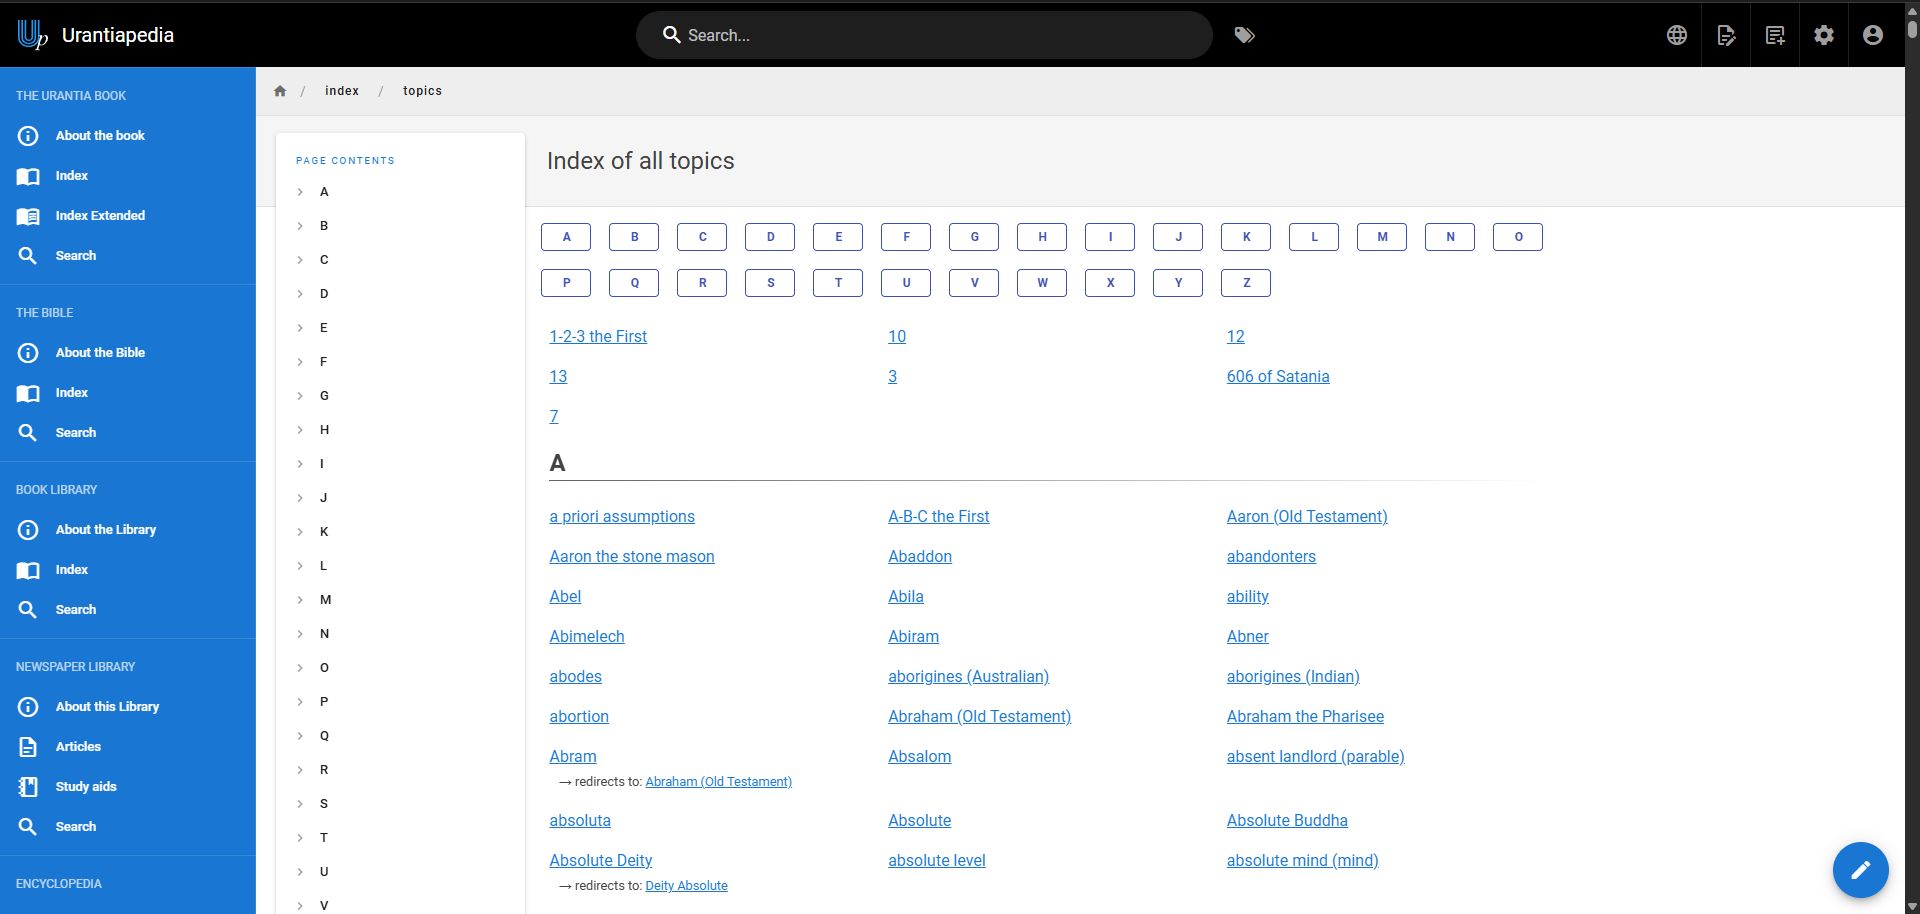 Up Urantiapedia
Search...
THE URANTIA BOOK
About the book
Index
Index Extended
Search
THE BIBLE
About the Bible
Index
Search
BOOK LIBRARY
About the Library
Index
Search
NEWSPAPER LIBRARY
About this Library
Articles
Study aids
Search
ENCYCLOPEDIA
/ index / topics
PAGE CONTENTS
A
B
C
D
E
F
G
H
I
J
K
L
M
N
O
P
Q
R
S
T
U
V
Index of all topics
A B C D E F G H I J K L M N O
P Q R S T U V W X Y Z
1-2-3 the First 10 12
13 3 606 of Satania
7
A
a priori assumptions A-B-C the First Aaron (Old Testament)
Aaron the stone mason Abaddon abandonters
Abel Abila ability
Abimelech Abiram Abner
abodes aborigines (Australian) aborigines (Indian)
abortion Abraham (Old Testament) Abraham the Pharisee
Abram Absalom absent landlord (parable)
→ redirects to: Abraham (Old Testament)
absoluta Absolute Absolute Buddha
Absolute Deity absolute level absolute mind (mind)
→ redirects to: Deity Absolute